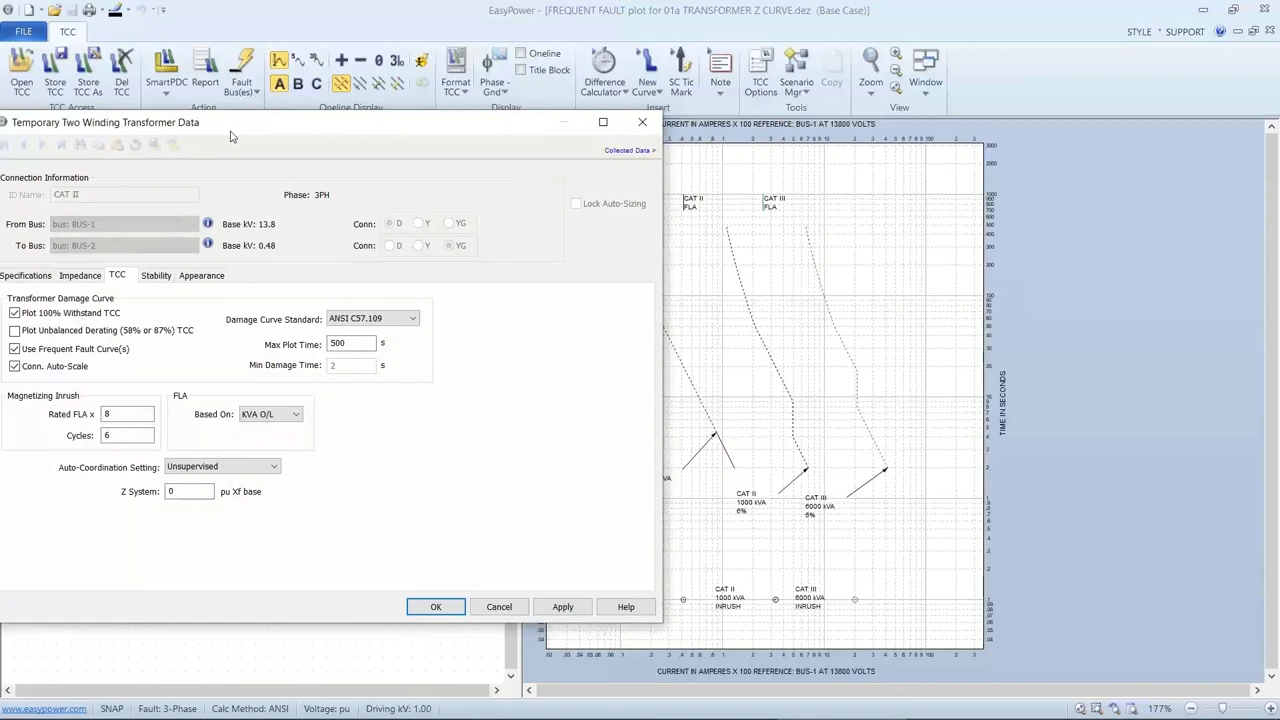 EasyPower - [FREQUENT FAULT plot for 01a TRANSFORMER Z CURVE.dez (Base Case)]
FILE
TCC
STYLE
SUPPORT
Open TCC
Store TCC
Store TCC As
Del TCC
SmartPDC
Report
Fault Bus(es)
A B C
Format TCC
Phase - Gnd
Oneline
Title Block
Difference Calculator
New Curve
SC Tic Mark
Note
TCC Options
Scenario Mgr
Copy
Zoom
Window
TCC Access
Action
Oneline Display
Display
Insert
Tools
View
Temporary Two Winding Transformer Data
Collected Data >
Connection Information
ID Name: CAT II
Phase: 3PH
Lock Auto-Sizing
From Bus: bus: BUS-1
Base kV: 13.8
Conn: D Y YG
To Bus: bus: BUS-2
Base kV: 0.48
Conn: D Y YG
Specifications
Impedance
TCC
Stability
Appearance
Transformer Damage Curve
Plot 100% Withstand TCC
Damage Curve Standard: ANSI C57.109
Plot Unbalanced Derating (58% or 87%) TCC
Max Plot Time: 500 s
Use Frequent Fault Curve(s)
Min Damage Time: 2 s
Conn. Auto-Scale
Magnetizing Inrush
FLA
Rated FLA x 8
Based On: KVA O/L
Cycles: 6
Auto-Coordination Setting: Unsupervised
Z System: 0 pu Xf base
OK
Cancel
Apply
Help
CURRENT IN AMPERES X 100 REFERENCE: BUS-1 AT 13800 VOLTS
CAT II
FLA
CAT III
FLA
CAT II
1000 kVA
6%
CAT III
6000 kVA
6%
CAT II
1000 kVA
INRUSH
CAT III
6000 kVA
INRUSH
TIME IN SECONDS
CURRENT IN AMPERES X 100 REFERENCE: BUS-1 AT 13800 VOLTS
www.easypower.com
SNAP
Fault: 3-Phase
Calc Method: ANSI
Voltage: pu
Driving kV: 1.00
177%